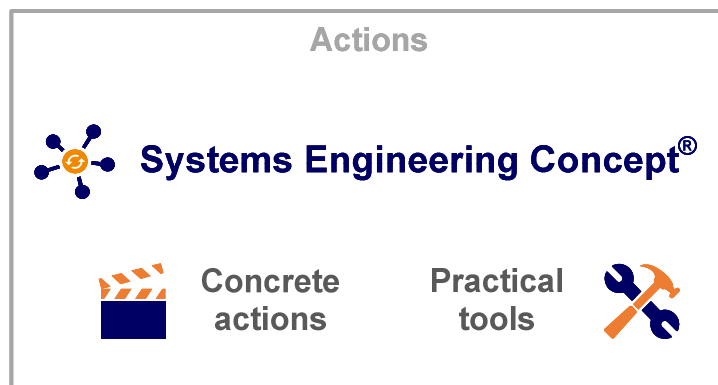 Actions
Systems Engineering Concept®
Concrete
actions
Practical
tools